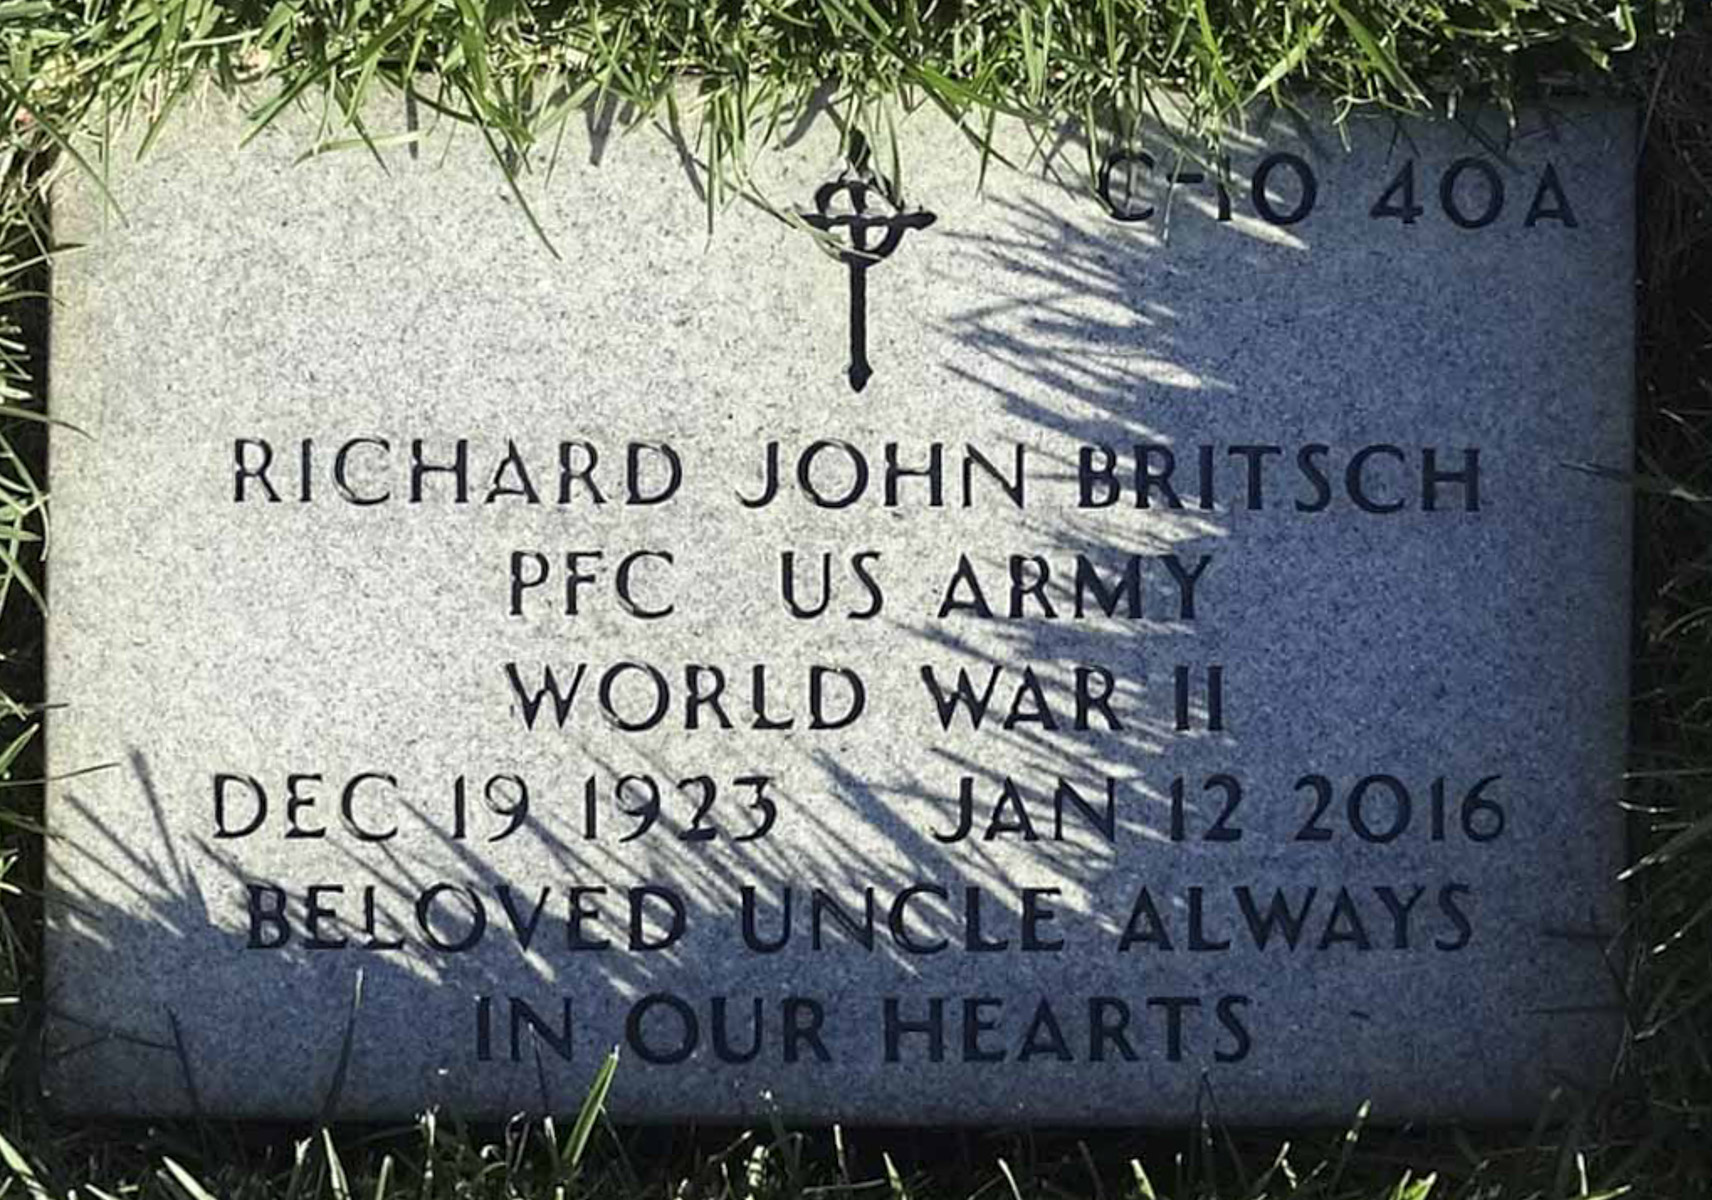 C-10 40A
RICHARD JOHN BRITSCH
PFC US ARMY
WORLD WAR II
DEC 19 1923 JAN 12 2016
BELOVED UNCLE ALWAYS
IN OUR HEARTS